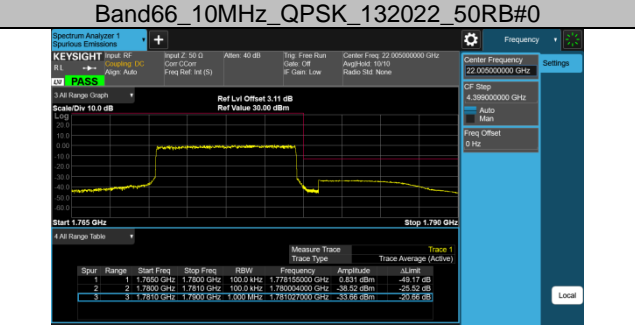 Band66_10MHz_QPSK_132022_50RB#0
Spectrum Analyzer 1
Spurious Emissions
Frequency
KEYSIGHT
Input: RF
Coupling: DC
Align: Auto
Input Z: 50 Ω
Corr CCorr
Freq Ref: Int (S)
Atten: 40 dB
Trig: Free Run
Gate: Off
IF Gain: Low
Center Freq: 22.005000000 GHz
Avg|Hold: 10/10
Radio Std: None
PASS
Center Frequency
22.005000000 GHz
Settings
CF Step
4.399000000 GHz
Auto
Man
Freq Offset
0 Hz
3 All Range Graph
Scale/Div 10.0 dB
Ref Lvl Offset 3.11 dB
Ref Value 30.00 dBm
Log
20.0
10.0
0.00
-10.0
-20.0
-30.0
-40.0
-50.0
-60.0
Start 1.765 GHz
Stop 1.790 GHz
4 All Range Table
Measure Trace Trace 1
Trace Type Trace Average (Active)
Spur Range Start Freq Stop Freq RBW Frequency Amplitude ΔLimit
1 1 1.7650 GHz 1.7800 GHz 100.0 kHz 1.778155000 GHz 0.831 dBm -49.17 dB
2 2 1.7800 GHz 1.7810 GHz 100.0 kHz 1.780004000 GHz -38.52 dBm -25.52 dB
3 3 1.7810 GHz 1.7900 GHz 1.000 MHz 1.781027000 GHz -33.66 dBm -20.66 dB
Local